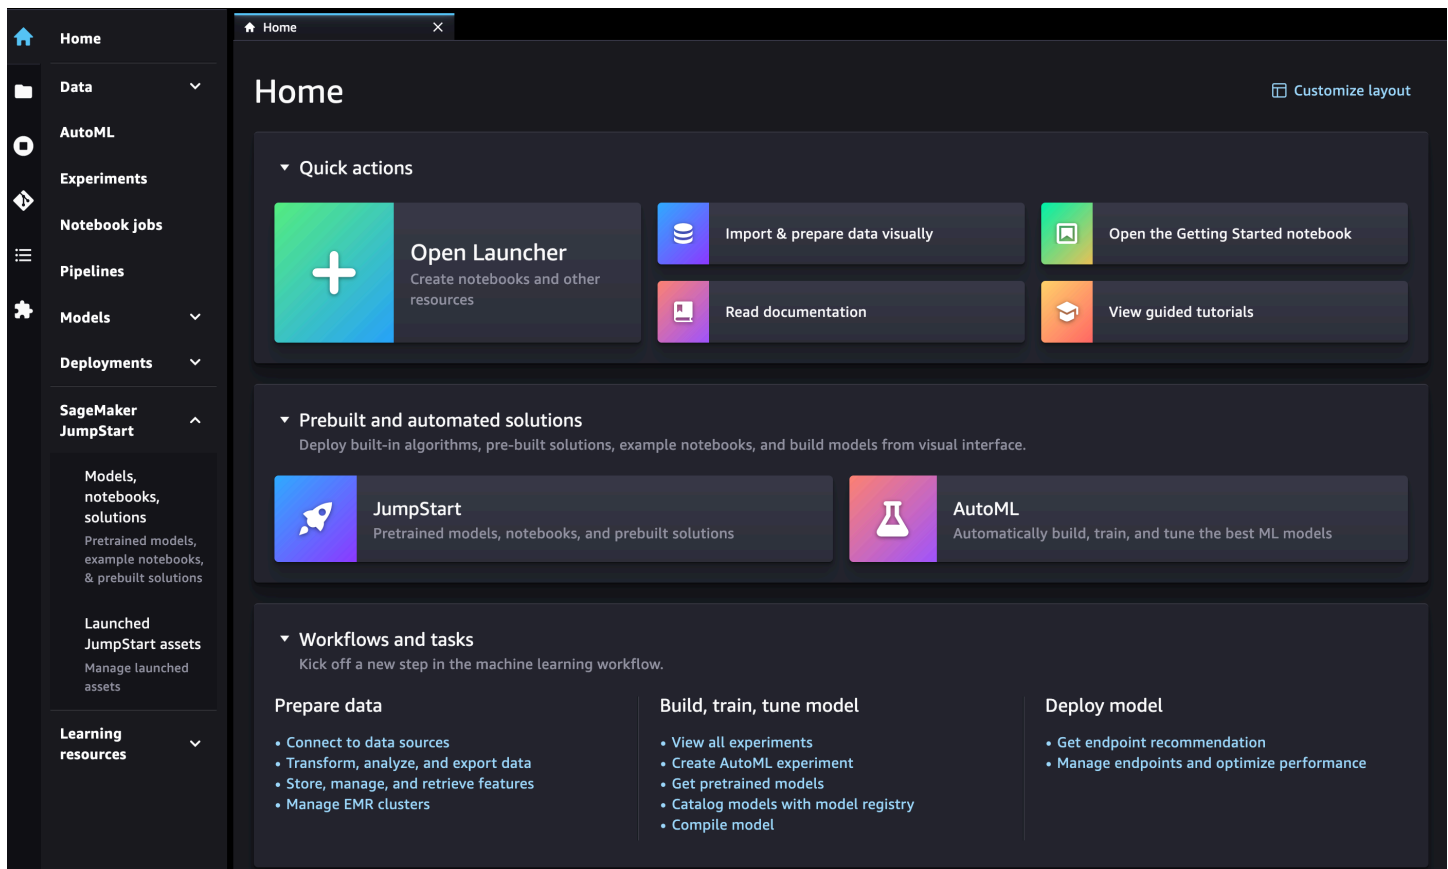 Home
Data
AutoML
Experiments
Notebook jobs
Pipelines
Models
Deployments
SageMaker
JumpStart
Models,
notebooks,
solutions
Pretrained models,
example notebooks,
& prebuilt solutions
Launched
JumpStart assets
Manage launched
assets
Learning
resources
Home
Home
Customize layout
Quick actions
Open Launcher
Create notebooks and other
resources
Import & prepare data visually
Open the Getting Started notebook
Read documentation
View guided tutorials
Prebuilt and automated solutions
Deploy built-in algorithms, pre-built solutions, example notebooks, and build models from visual interface.
JumpStart
Pretrained models, notebooks, and prebuilt solutions
AutoML
Automatically build, train, and tune the best ML models
Workflows and tasks
Kick off a new step in the machine learning workflow.
Prepare data
• Connect to data sources
• Transform, analyze, and export data
• Store, manage, and retrieve features
• Manage EMR clusters
Build, train, tune model
• View all experiments
• Create AutoML experiment
• Get pretrained models
• Catalog models with model registry
• Compile model
Deploy model
• Get endpoint recommendation
• Manage endpoints and optimize performance